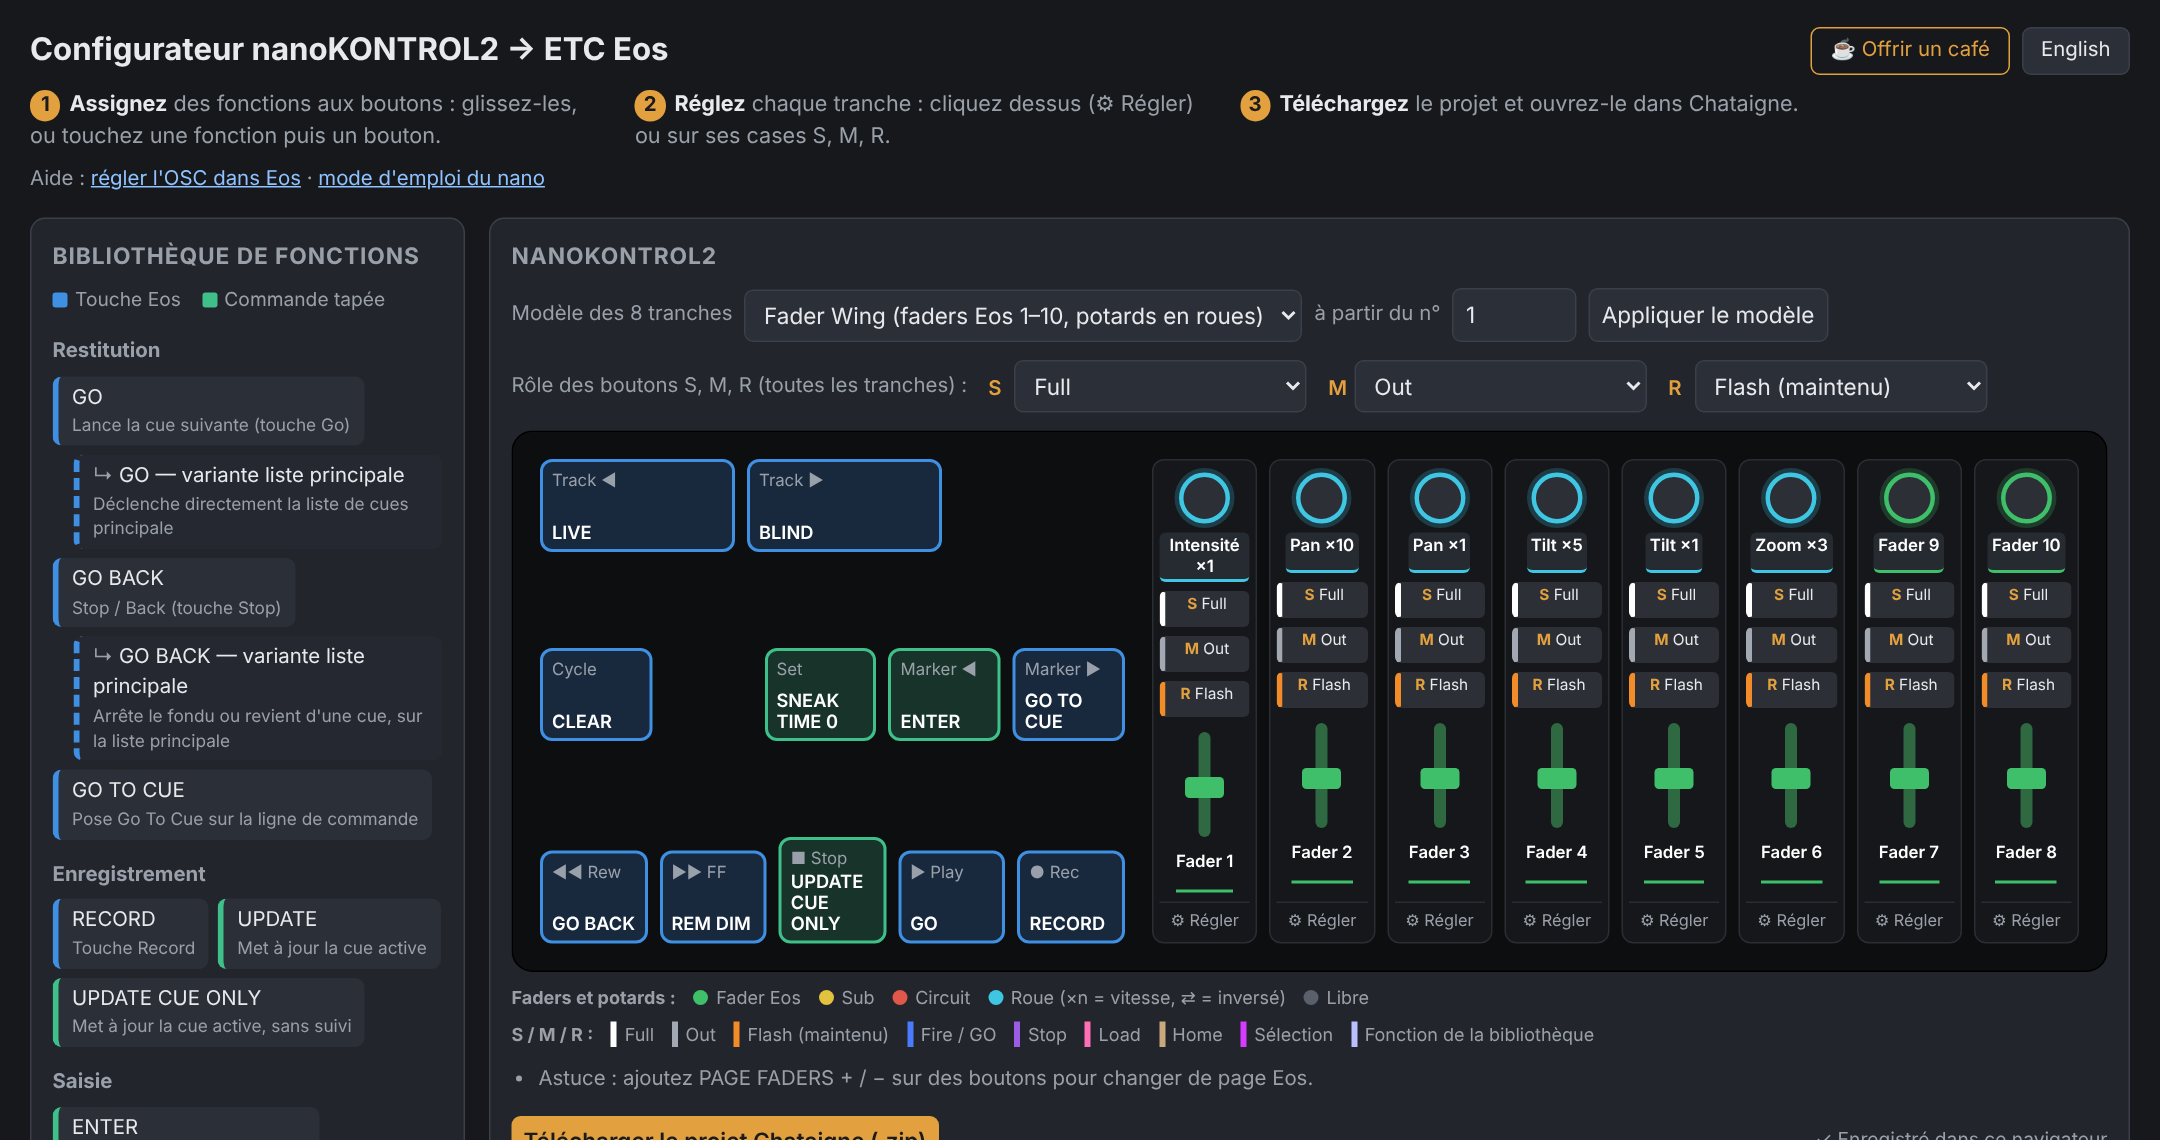 Configurateur nanoKONTROL2 → ETC Eos
☕ Offrir un café
English
1 Assignez des fonctions aux boutons : glissez-les,
ou touchez une fonction puis un bouton.
2 Réglez chaque tranche : cliquez dessus (⚙ Régler)
ou sur ses cases S, M, R.
3 Téléchargez le projet et ouvrez-le dans Chataigne.
Aide : régler l'OSC dans Eos · mode d'emploi du nano
BIBLIOTHÈQUE DE FONCTIONS
Touche Eos
Commande tapée
Restitution
GO
Lance la cue suivante (touche Go)
↳ GO — variante liste principale
Déclenche directement la liste de cues
principale
GO BACK
Stop / Back (touche Stop)
↳ GO BACK — variante liste
principale
Arrête le fondu ou revient d'une cue, sur
la liste principale
GO TO CUE
Pose Go To Cue sur la ligne de commande
Enregistrement
RECORD
Touche Record
UPDATE
Met à jour la cue active
UPDATE CUE ONLY
Met à jour la cue active, sans suivi
Saisie
ENTER
NANOKONTROL2
Modèle des 8 tranches
Fader Wing (faders Eos 1–10, potards en roues)
à partir du n°
1
Appliquer le modèle
Rôle des boutons S, M, R (toutes les tranches) :
S Full
M Out
R Flash (maintenu)
Track ◀
LIVE
Track ▶
BLIND
Cycle
CLEAR
Set
SNEAK
TIME 0
Marker ◀
ENTER
Marker ▶
GO TO
CUE
◀◀ Rew
GO BACK
▶▶ FF
REM DIM
■ Stop
UPDATE
CUE
ONLY
▶ Play
GO
● Rec
RECORD
Intensité
×1
S Full
M Out
R Flash
Fader 1
⚙ Régler
Pan ×10
S Full
M Out
R Flash
Fader 2
⚙ Régler
Pan ×1
S Full
M Out
R Flash
Fader 3
⚙ Régler
Tilt ×5
S Full
M Out
R Flash
Fader 4
⚙ Régler
Tilt ×1
S Full
M Out
R Flash
Fader 5
⚙ Régler
Zoom ×3
S Full
M Out
R Flash
Fader 6
⚙ Régler
Fader 9
S Full
M Out
R Flash
Fader 7
⚙ Régler
Fader 10
S Full
M Out
R Flash
Fader 8
⚙ Régler
Faders et potards : Fader Eos Sub Circuit Roue (×n = vitesse, ⇄ = inversé) Libre
S / M / R : Full Out Flash (maintenu) Fire / GO Stop Load Home Sélection Fonction de la bibliothèque
• Astuce : ajoutez PAGE FADERS + / − sur des boutons pour changer de page Eos.
Télécharger le projet Chataigne (.zip)
✓ Enregistré dans ce navigateur